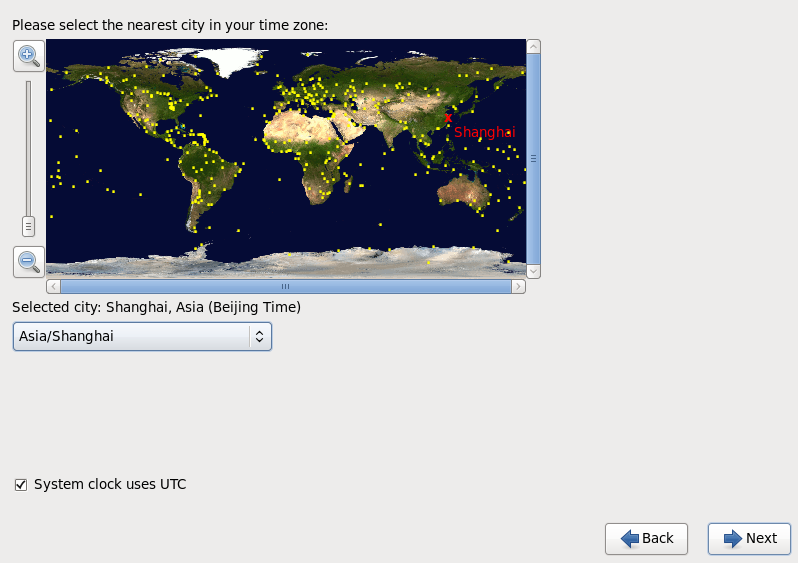 Please select the nearest city in your time zone:
Shanghai
Selected city: Shanghai, Asia (Beijing Time)
Asia/Shanghai
System clock uses UTC
Back
Next